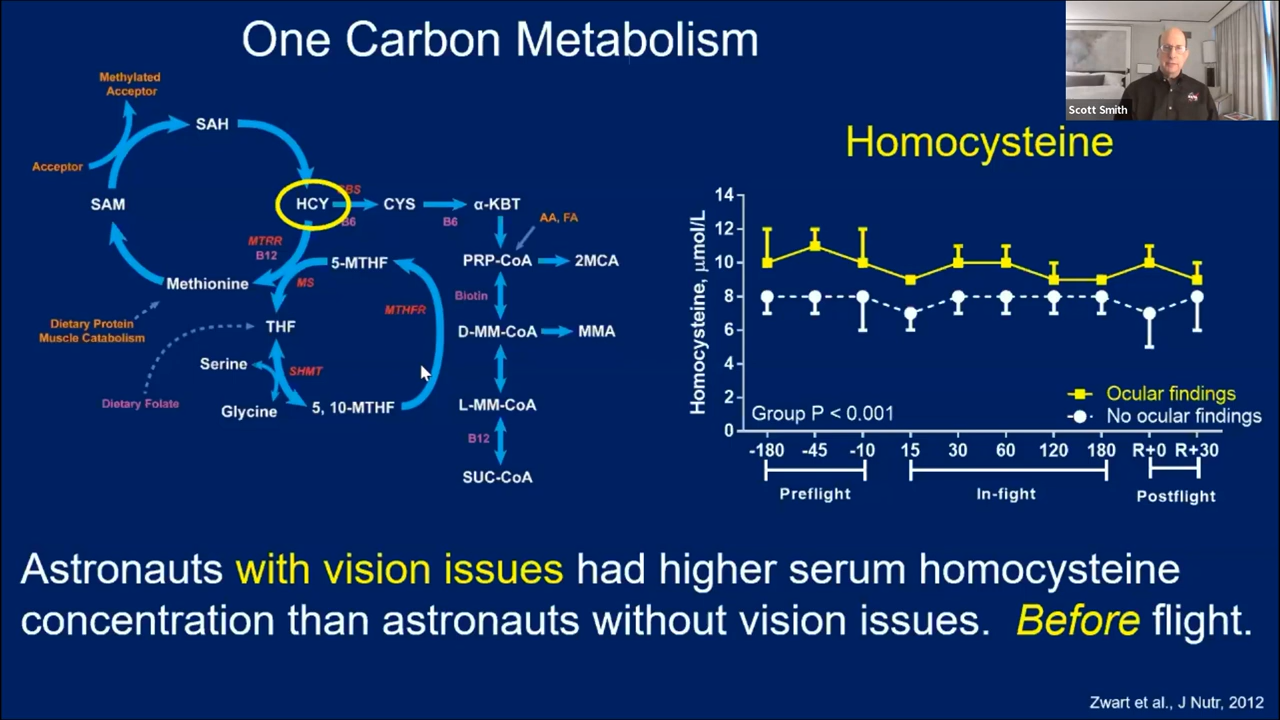 One Carbon Metabolism
Scott Smith
Methylated
Acceptor
SAH
Acceptor
SAM
HCY
CBS
CYS
α-KBT
B6
B6
AA, FA
MTRR
B12
5-MTHF
PRP-CoA
2MCA
Methionine
MS
Biotin
MTHFR
Dietary Protein
Muscle Catabolism
THF
D-MM-CoA
MMA
Serine
SHMT
Dietary Folate
Glycine
5, 10-MTHF
L-MM-CoA
B12
SUC-CoA
Homocysteine
Homocysteine, µmol/L
14
12
10
8
6
4
2
0
Ocular findings
No ocular findings
Group P < 0.001
-180 -45 -10 15 30 60 120 180 R+0 R+30
Preflight In-fight Postflight
Astronauts with vision issues had higher serum homocysteine
concentration than astronauts without vision issues. Before flight.
Zwart et al., J Nutr, 2012